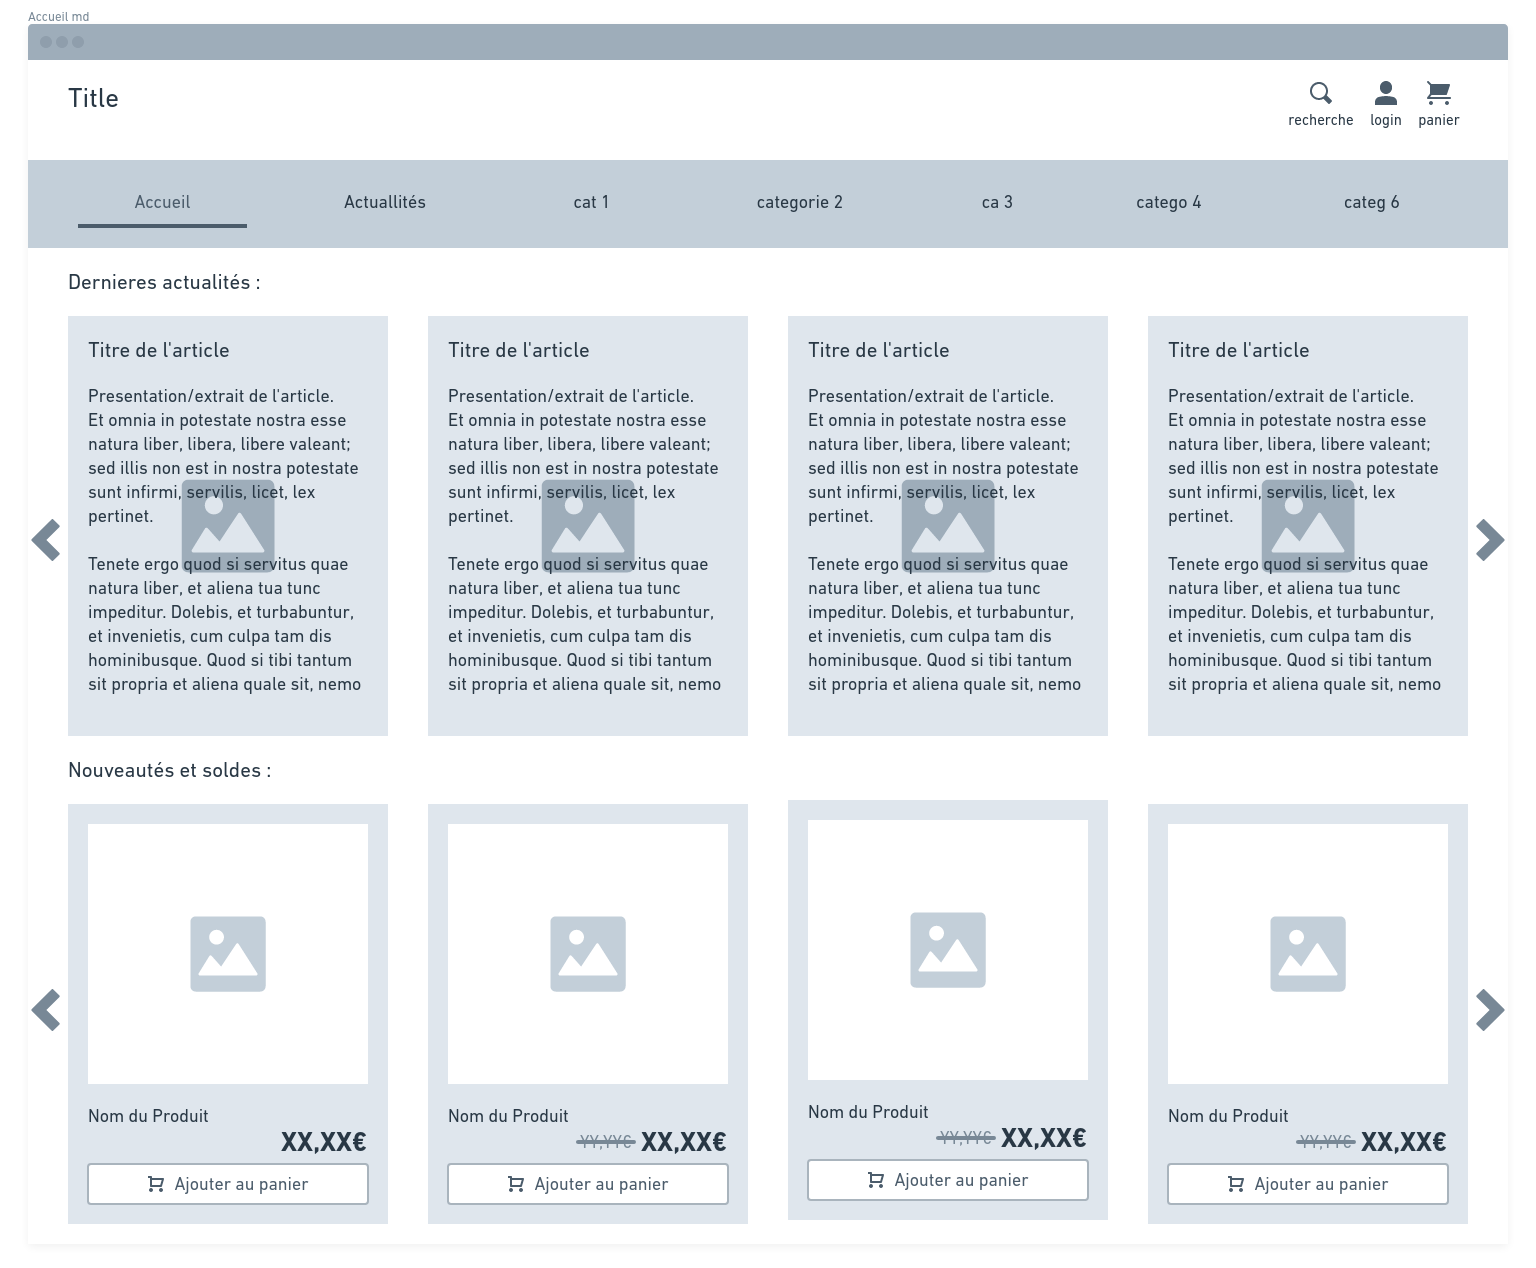 Accueil md
Title
recherche
login
panier
Accueil
Actuallités
cat 1
categorie 2
ca 3
catego 4
categ 6
Dernieres actualités :
Titre de l'article
Presentation/extrait de l'article.
Et omnia in potestate nostra esse
natura liber, libera, libere valeant;
sed illis non est in nostra potestate
sunt infirmi, servilis, licet, lex
pertinet.
Tenete ergo quod si servitus quae
natura liber, et aliena tua tunc
impeditur. Dolebis, et turbabuntur,
et invenietis, cum culpa tam dis
hominibusque. Quod si tibi tantum
sit propria et aliena quale sit, nemo
Titre de l'article
Presentation/extrait de l'article.
Et omnia in potestate nostra esse
natura liber, libera, libere valeant;
sed illis non est in nostra potestate
sunt infirmi, servilis, licet, lex
pertinet.
Tenete ergo quod si servitus quae
natura liber, et aliena tua tunc
impeditur. Dolebis, et turbabuntur,
et invenietis, cum culpa tam dis
hominibusque. Quod si tibi tantum
sit propria et aliena quale sit, nemo
Titre de l'article
Presentation/extrait de l'article.
Et omnia in potestate nostra esse
natura liber, libera, libere valeant;
sed illis non est in nostra potestate
sunt infirmi, servilis, licet, lex
pertinet.
Tenete ergo quod si servitus quae
natura liber, et aliena tua tunc
impeditur. Dolebis, et turbabuntur,
et invenietis, cum culpa tam dis
hominibusque. Quod si tibi tantum
sit propria et aliena quale sit, nemo
Titre de l'article
Presentation/extrait de l'article.
Et omnia in potestate nostra esse
natura liber, libera, libere valeant;
sed illis non est in nostra potestate
sunt infirmi, servilis, licet, lex
pertinet.
Tenete ergo quod si servitus quae
natura liber, et aliena tua tunc
impeditur. Dolebis, et turbabuntur,
et invenietis, cum culpa tam dis
hominibusque. Quod si tibi tantum
sit propria et aliena quale sit, nemo
Nouveautés et soldes :
Nom du Produit
XX,XX€
Ajouter au panier
Nom du Produit
YY,YY€ XX,XX€
Ajouter au panier
Nom du Produit
YY,YY€ XX,XX€
Ajouter au panier
Nom du Produit
YY,YY€ XX,XX€
Ajouter au panier